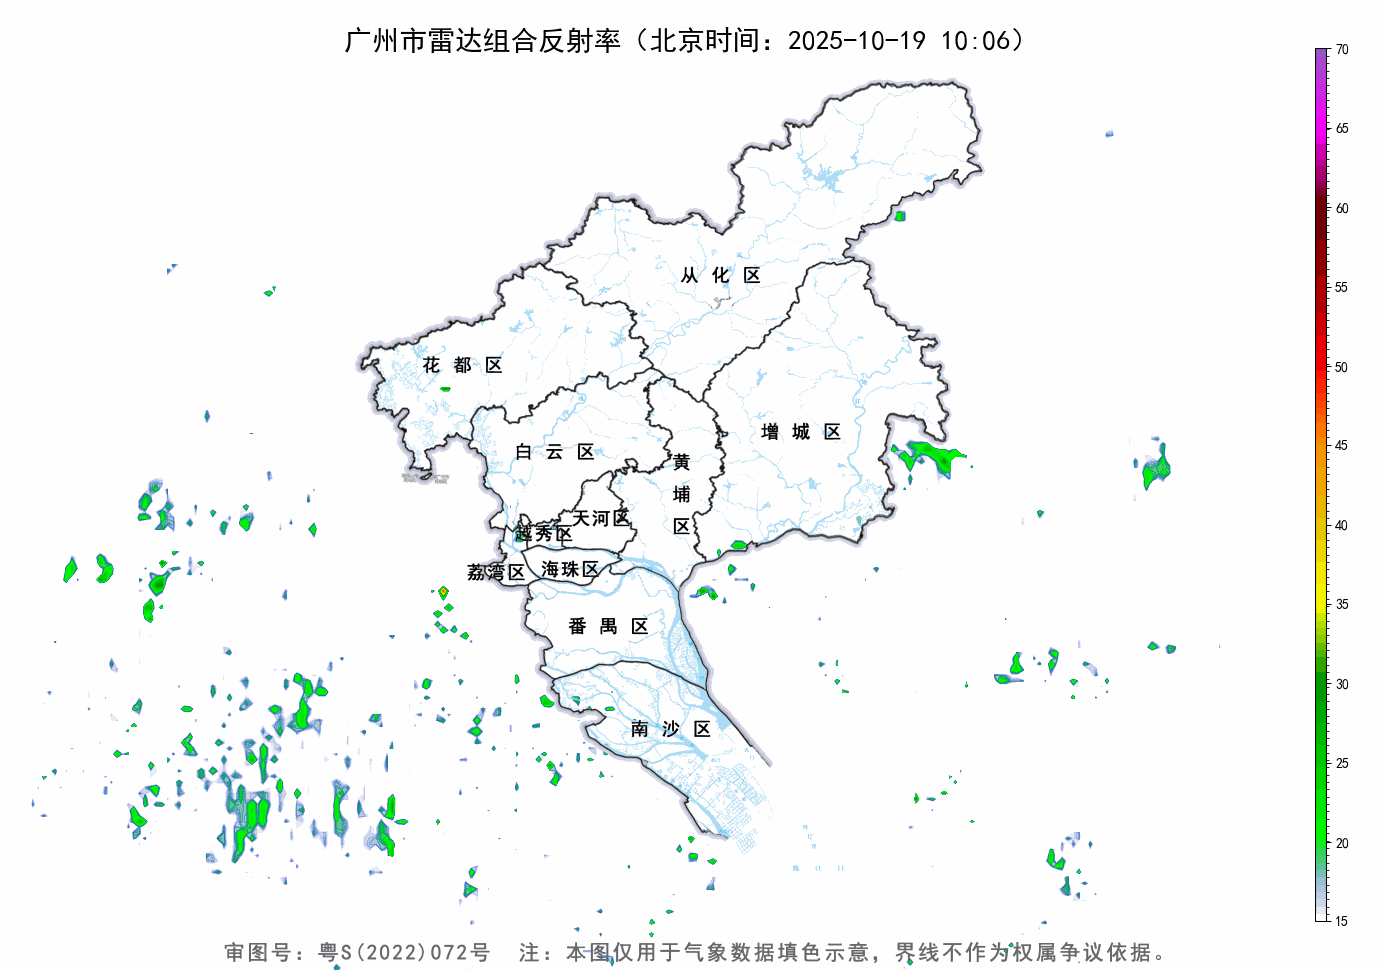 广州市雷达组合反射率（北京时间：2025-10-19 10:06）
70
65
60
55
50
45
40
35
30
25
20
15
从化区
花都区
增城区
白云区
黄埔区
天河区
越秀区
荔湾区
海珠区
番禺区
南沙区
审图号：粤S(2022)072号 注：本图仅用于气象数据填色示意，界线不作为权属争议依据。